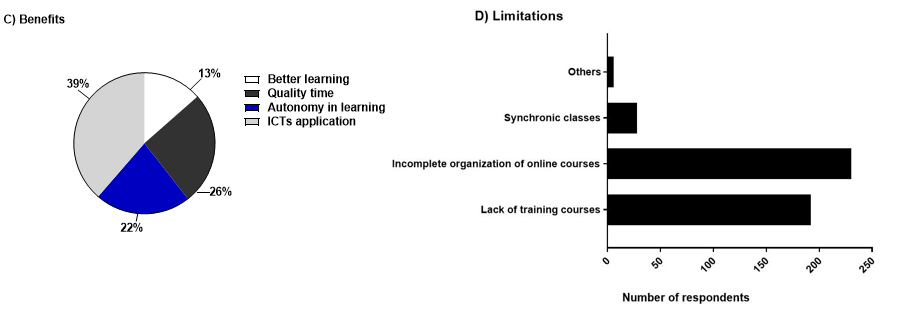 C) Benefits
39%
13%
26%
22%
Better learning
Quality time
Autonomy in learning
ICTs application
D) Limitations
Others
Synchronic classes
Incomplete organization of online courses
Lack of training courses
0
50
100
150
200
250
Number of respondents